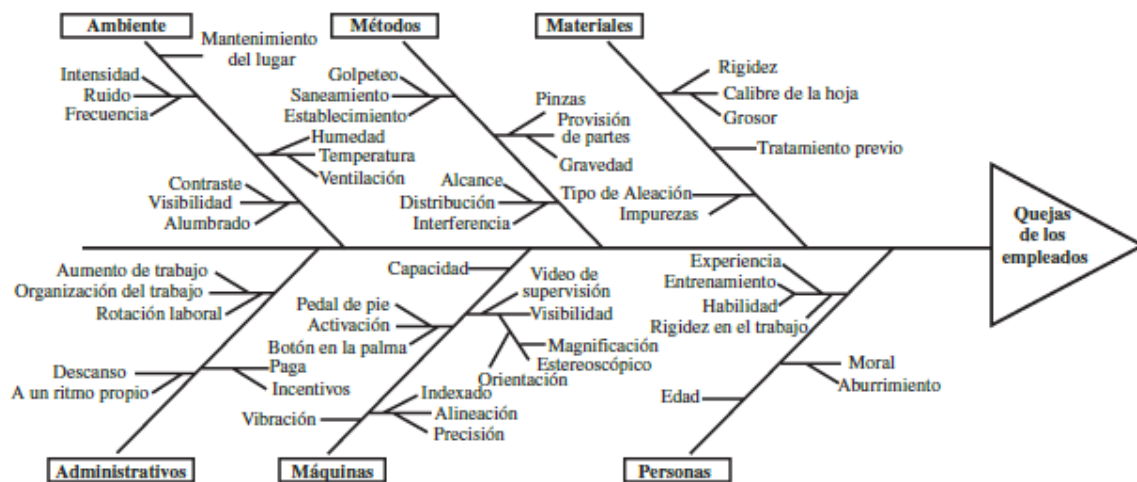 Ambiente
Métodos
Materiales
Mantenimiento
del lugar
Intensidad
Ruido
Frecuencia
Humedad
Temperatura
Ventilación
Contraste
Visibilidad
Alumbrado
Golpeteo
Saneamiento
Establecimiento
Pinzas
Provisión
de partes
Gravedad
Alcance
Distribución
Interferencia
Rigidez
Calibre de la hoja
Grosor
Tratamiento previo
Tipo de Aleación
Impurezas
Quejas
de los
empleados
Aumento de trabajo
Organización del trabajo
Rotación laboral
Descanso
A un ritmo propio
Paga
Incentivos
Capacidad
Pedal de pie
Activación
Botón en la palma
Video de
supervisión
Visibilidad
Magnificación
Estereoscópico
Orientación
Vibración
Indexado
Alineación
Precisión
Experiencia
Entrenamiento
Habilidad
Rigidez en el trabajo
Moral
Aburrimiento
Edad
Administrativos
Máquinas
Personas